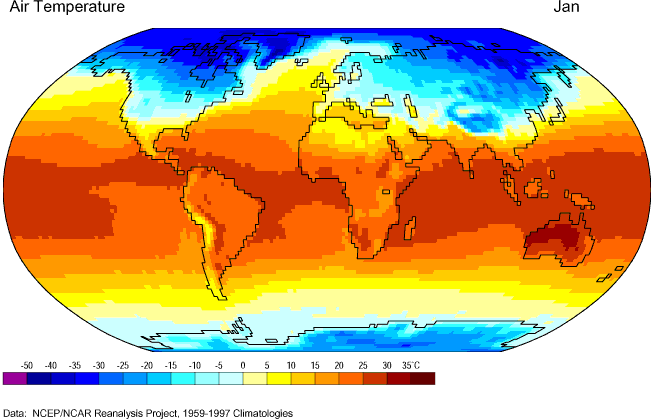 Air Temperature Jan
-50 -40 -35 -30 -25 -20 -15 -10 -5 0 5 10 15 20 25 30 35°C
Data: NCEP/NCAR Reanalysis Project, 1959-1997 Climatologies